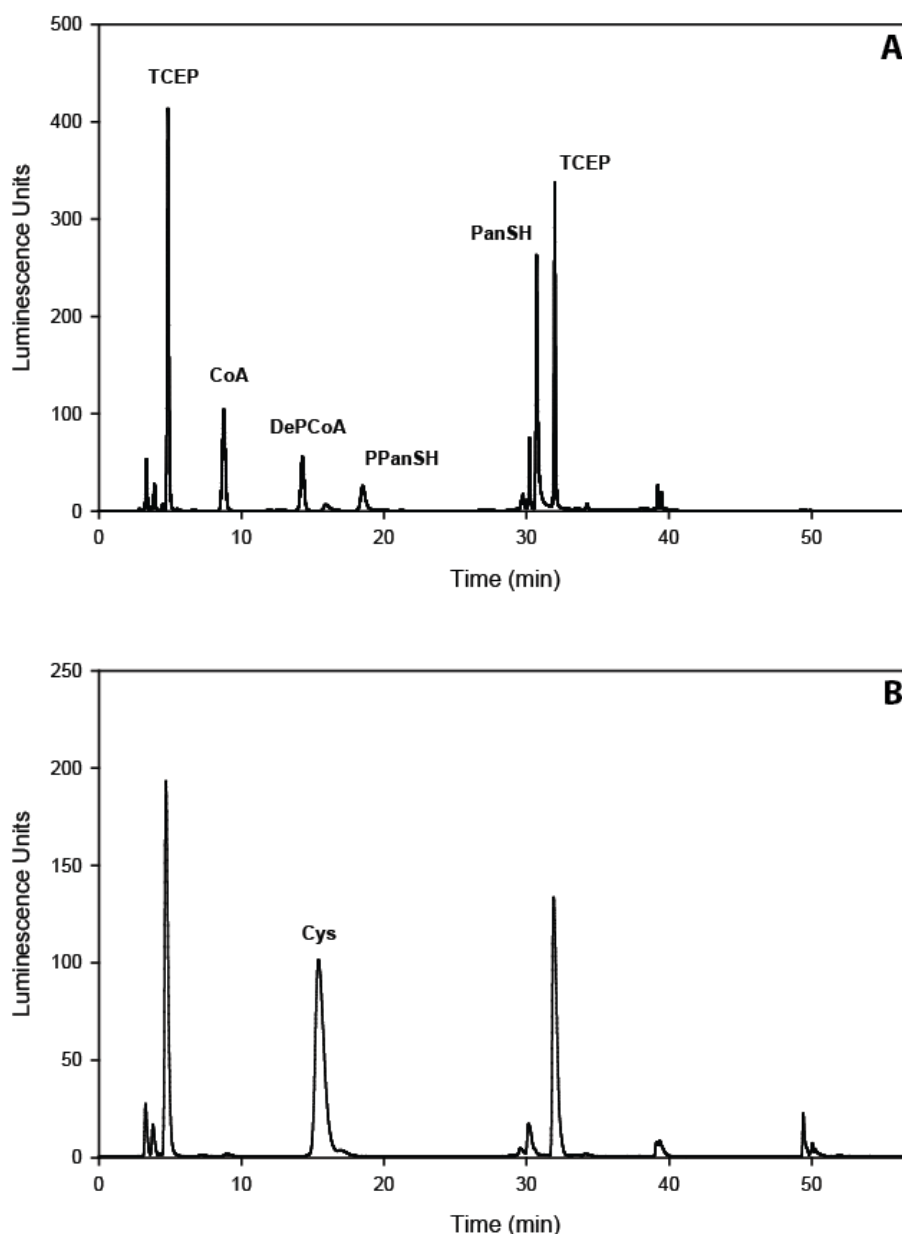 A
500
400
300
200
100
0
Luminescence Units
TCEP
CoA
DePCoA
PPanSH
PanSH
TCEP
0 10 20 30 40 50
Time (min)
B
250
200
150
100
50
0
Luminescence Units
Cys
0 10 20 30 40 50
Time (min)